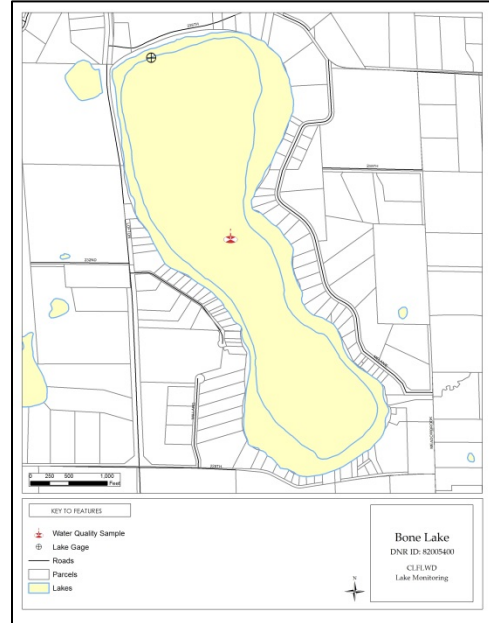 238TH
0 250 500 1,000
Feet
KEY TO FEATURES
Water Quality Sample
Lake Gage
Roads
Parcels
Lakes
Bone Lake
DNR ID: 82005400
CLFLWD
Lake Monitoring
N